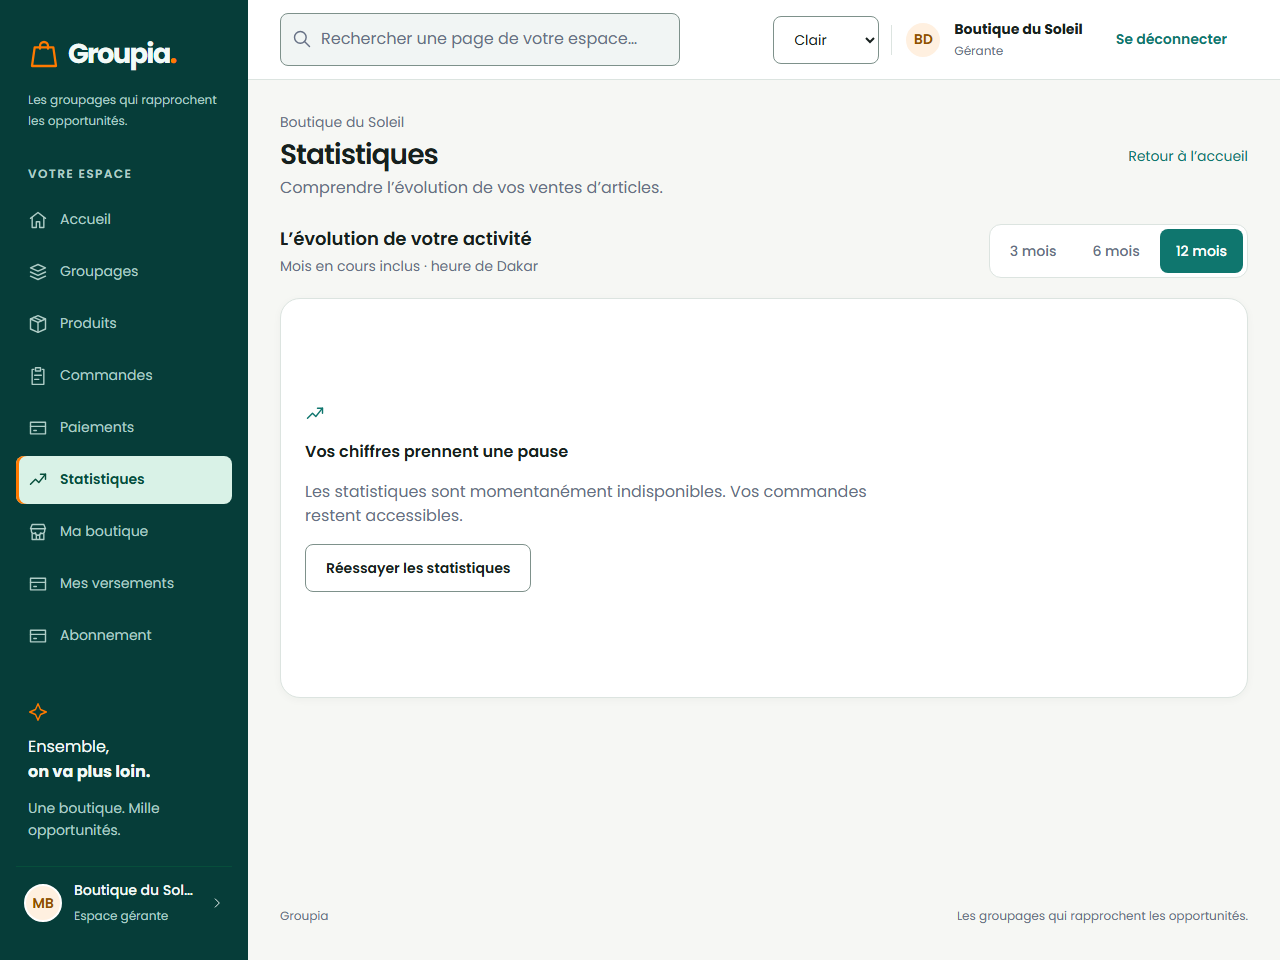 Groupia.
Les groupages qui rapprochent
les opportunités.
VOTRE ESPACE
Accueil
Groupages
Produits
Commandes
Paiements
Statistiques
Ma boutique
Mes versements
Abonnement
Ensemble,
on va plus loin.
Une boutique. Mille
opportunités.
MB
Boutique du Sol...
Espace gérante
Rechercher une page de votre espace...
Clair
BD
Boutique du Soleil
Gérante
Se déconnecter
Boutique du Soleil
Statistiques
Retour à l’accueil
Comprendre l’évolution de vos ventes d’articles.
L’évolution de votre activité
Mois en cours inclus · heure de Dakar
3 mois
6 mois
12 mois
Vos chiffres prennent une pause
Les statistiques sont momentanément indisponibles. Vos commandes
restent accessibles.
Réessayer les statistiques
Groupia
Les groupages qui rapprochent les opportunités.